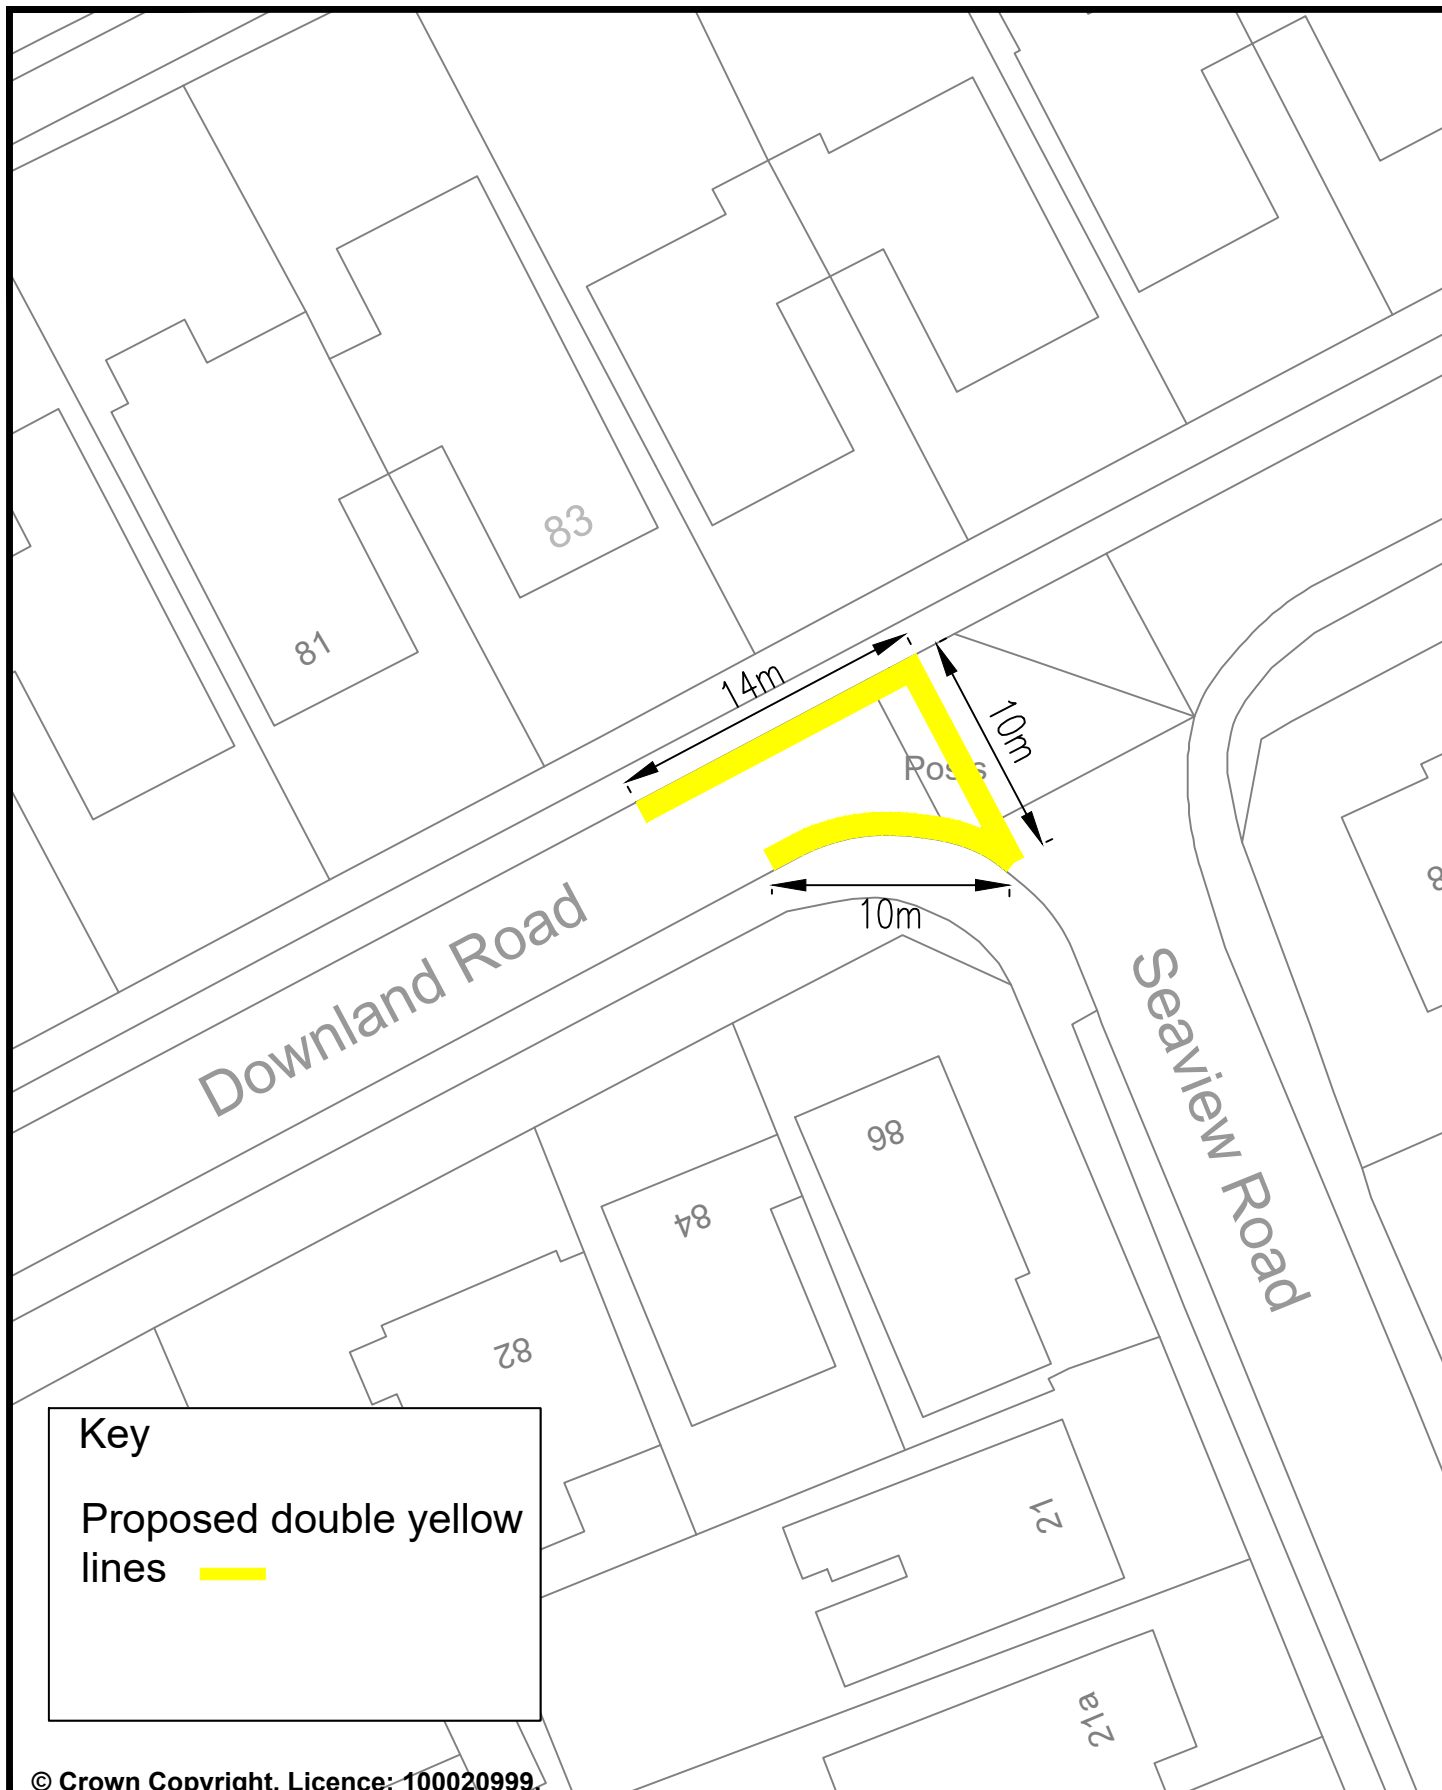 83
81
14m
10m
Posts
10m
Downland Road
Seaview Road
86
84
82
Key
Proposed double yellow
lines
21
21a
© Crown Copyright. Licence: 100020999.